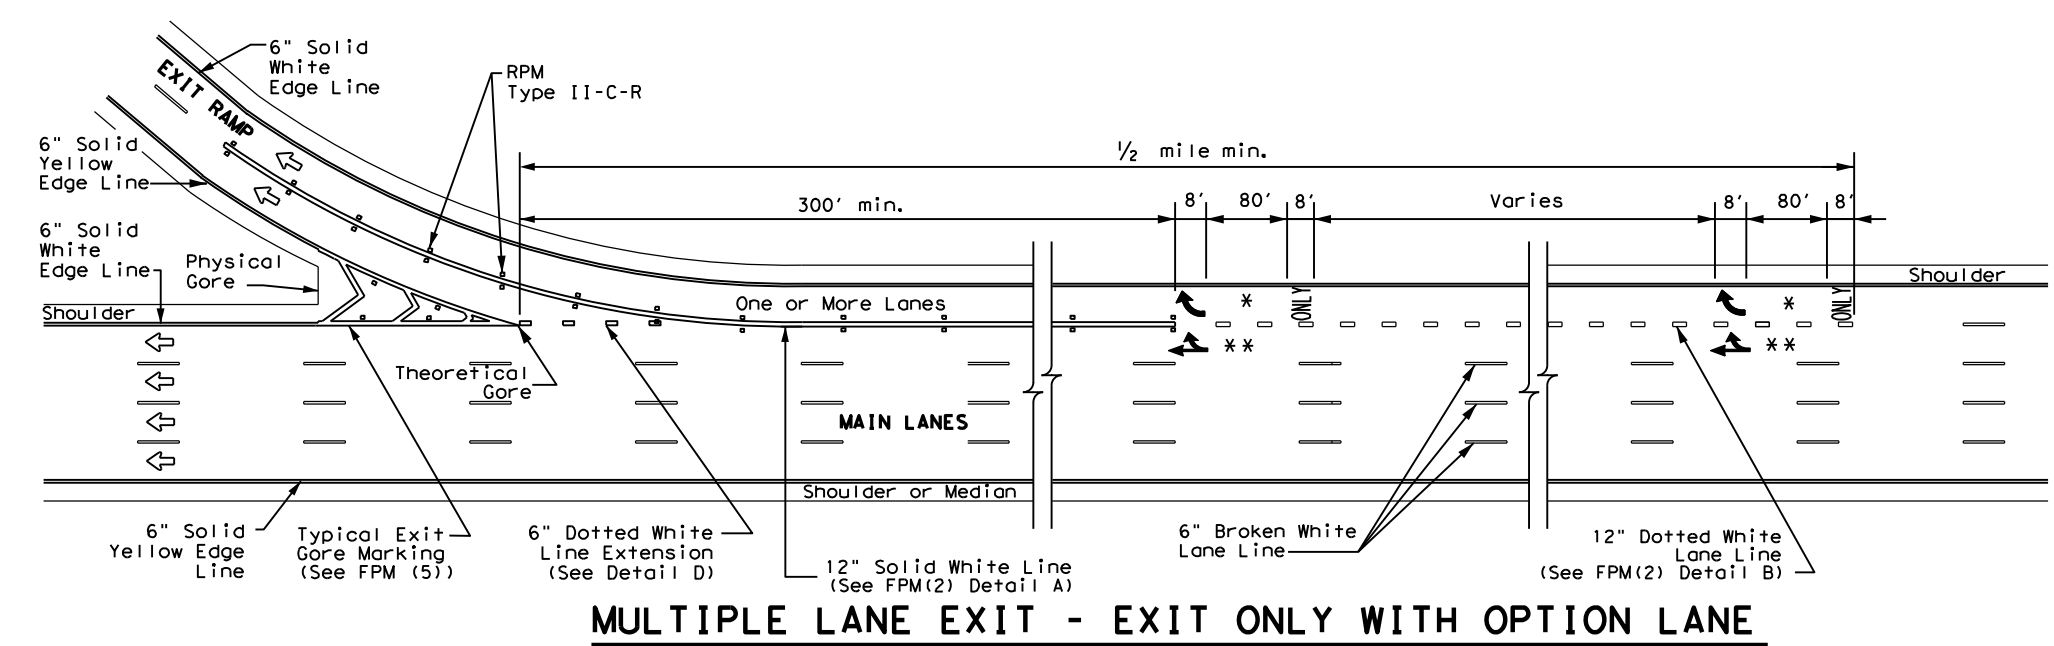 6" Solid
White
Edge Line
EXIT RAMP
RPM
Type II-C-R
6" Solid
Yellow
Edge Line
½ mile min.
300' min.
8'
80'
8'
Varies
8'
80'
8'
6" Solid
White
Edge Line
Physical
Gore
Shoulder
Shoulder
One or More Lanes
*
ONLY
*
ONLY
**
**
Theoretical
Gore
MAIN LANES
Shoulder or Median
6" Solid
Yellow Edge
Line
Typical Exit
Gore Marking
(See FPM (5))
6" Dotted White
Line Extension
(See Detail D)
12" Solid White Line
(See FPM(2) Detail A)
6" Broken White
Lane Line
12" Dotted White
Lane Line
(See FPM(2) Detail B)
MULTIPLE LANE EXIT - EXIT ONLY WITH OPTION LANE